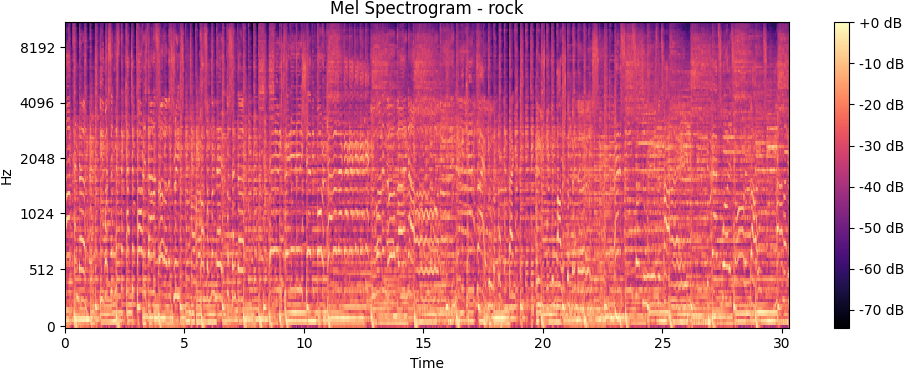 Mel Spectrogram - rock
Hz
8192
4096
2048
1024
512
0
0 5 10 15 20 25 30
Time
+0 dB
-10 dB
-20 dB
-30 dB
-40 dB
-50 dB
-60 dB
-70 dB